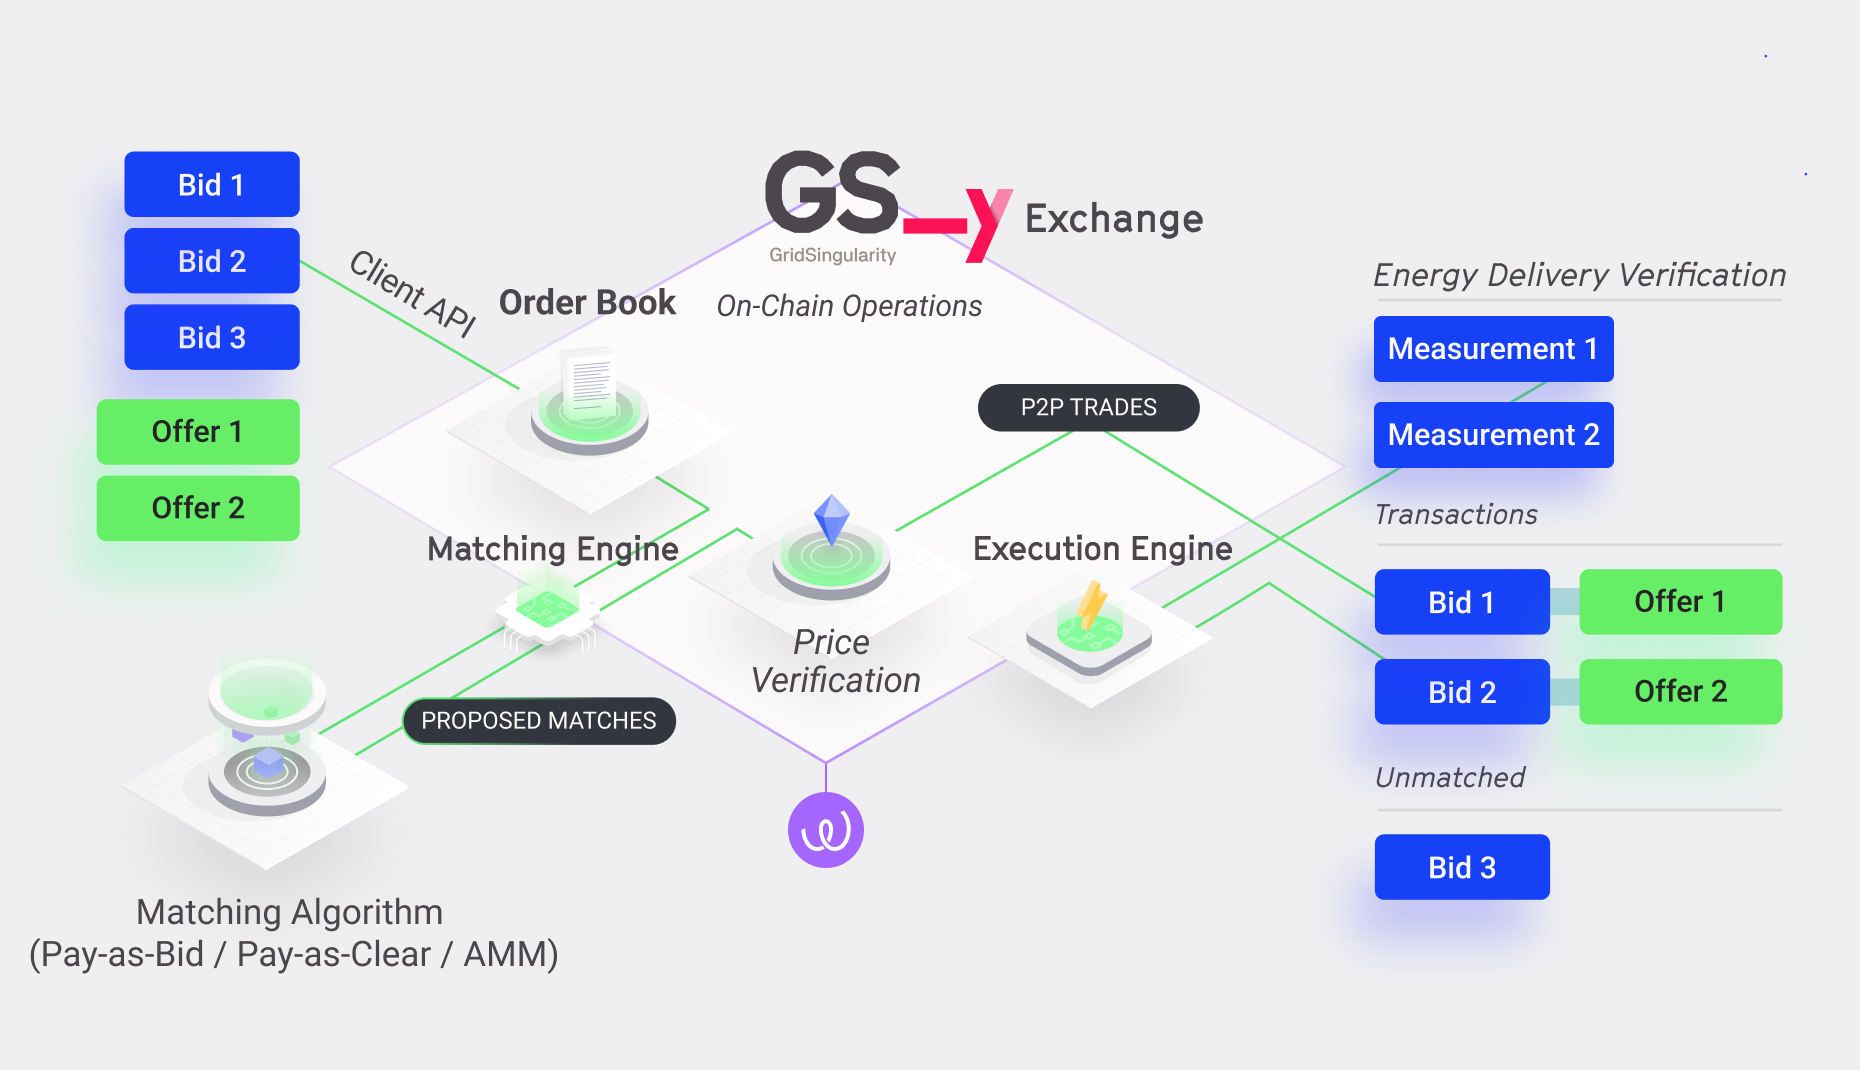 Bid 1
Bid 2
Bid 3
Offer 1
Offer 2
Client API
GS_y Exchange
GridSingularity
Order Book
On-Chain Operations
P2P TRADES
Matching Engine
Execution Engine
Price
Verification
PROPOSED MATCHES
Matching Algorithm
(Pay-as-Bid / Pay-as-Clear / AMM)
Energy Delivery Verification
Measurement 1
Measurement 2
Transactions
Bid 1
Offer 1
Bid 2
Offer 2
Unmatched
Bid 3